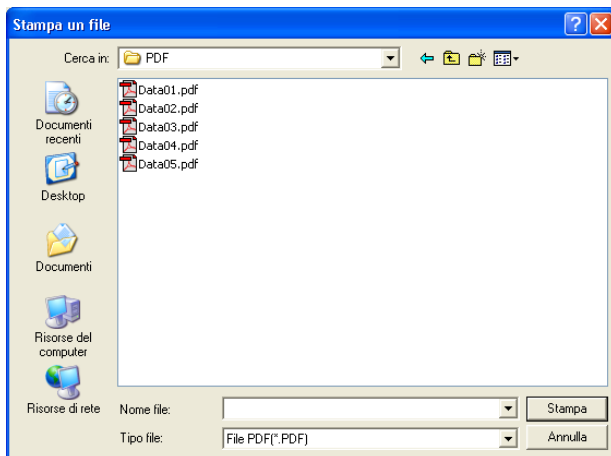 Stampa un file
Cerca in: PDF
Data01.pdf
Data02.pdf
Data03.pdf
Data04.pdf
Data05.pdf
Documenti
recenti
Desktop
Documenti
Risorse del
computer
Risorse di rete
Nome file: Stampa
Tipo file: File PDF(*.PDF) Annulla